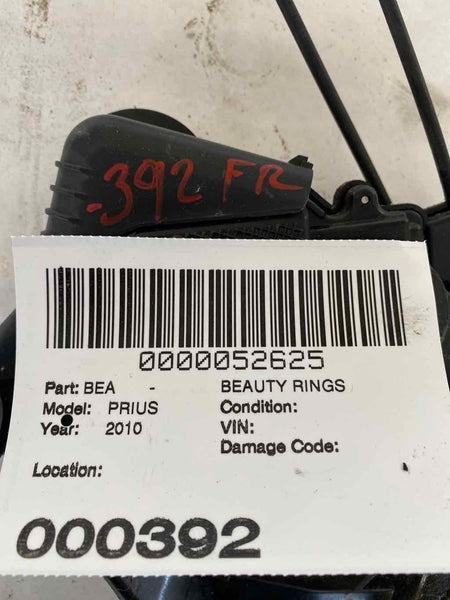 .392 FR
0000052625
Part: BEA - BEAUTY RINGS
Model: PRIUS Condition:
Year: 2010 VIN:
Damage Code:
Location:
000392